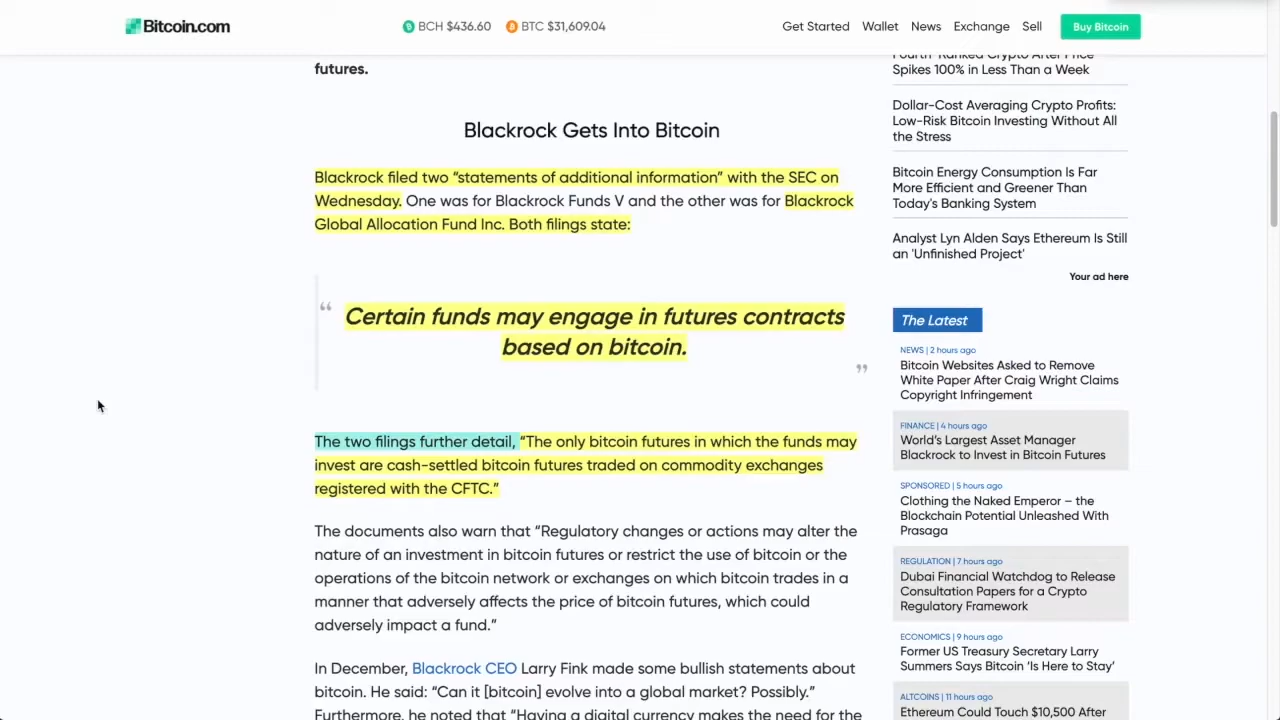 Bitcoin.com
BCH $436.60 BTC $31,609.04
Get Started Wallet News Exchange Sell Buy Bitcoin
futures.
Blackrock Gets Into Bitcoin
Blackrock filed two “statements of additional information” with the SEC on
Wednesday. One was for Blackrock Funds V and the other was for Blackrock
Global Allocation Fund Inc. Both filings state:
“ Certain funds may engage in futures contracts
based on bitcoin.
”
The two filings further detail, “The only bitcoin futures in which the funds may
invest are cash-settled bitcoin futures traded on commodity exchanges
registered with the CFTC.”
The documents also warn that “Regulatory changes or actions may alter the
nature of an investment in bitcoin futures or restrict the use of bitcoin or the
operations of the bitcoin network or exchanges on which bitcoin trades in a
manner that adversely affects the price of bitcoin futures, which could
adversely impact a fund.”
In December, Blackrock CEO Larry Fink made some bullish statements about
bitcoin. He said: “Can it [bitcoin] evolve into a global market? Possibly.”
Furthermore, he noted that “Having a digital currency makes the need for the
Fourth-Ranked Crypto After Price
Spikes 100% in Less Than a Week
Dollar-Cost Averaging Crypto Profits:
Low-Risk Bitcoin Investing Without All
the Stress
Bitcoin Energy Consumption Is Far
More Efficient and Greener Than
Today's Banking System
Analyst Lyn Alden Says Ethereum Is Still
an 'Unfinished Project'
Your ad here
The Latest
NEWS | 2 hours ago
Bitcoin Websites Asked to Remove
White Paper After Craig Wright Claims
Copyright Infringement
FINANCE | 4 hours ago
World's Largest Asset Manager
Blackrock to Invest in Bitcoin Futures
SPONSORED | 5 hours ago
Clothing the Naked Emperor – the
Blockchain Potential Unleashed With
Prasaga
REGULATION | 7 hours ago
Dubai Financial Watchdog to Release
Consultation Papers for a Crypto
Regulatory Framework
ECONOMICS | 9 hours ago
Former US Treasury Secretary Larry
Summers Says Bitcoin ‘Is Here to Stay’
ALTCOINS | 11 hours ago
Ethereum Could Touch $10,500 After